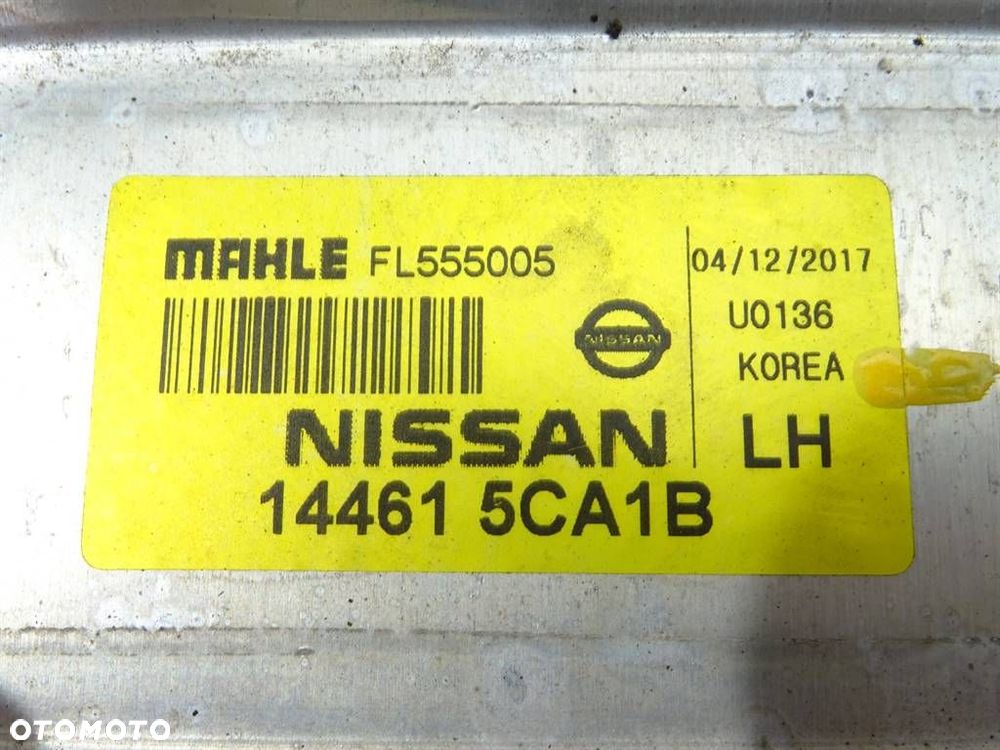 MAHLE FL555005
04/12/2017
U0136
KOREA
NISSAN
NISSAN
LH
14461 5CA1B
OTOMOTO